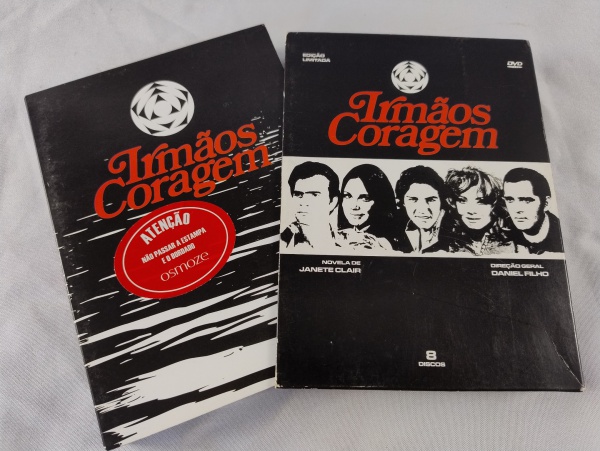 Irmãos
Coragem
ATENÇÃO
NÃO PASSAR A ESTAMPA
E O BORDADO
osmoze
EDIÇÃO
LIMITADA
DVD
VIDEO
Irmãos
Coragem
NOVELA DE
JANETE CLAIR
DIREÇÃO GERAL
DANIEL FILHO
8
DISCOS